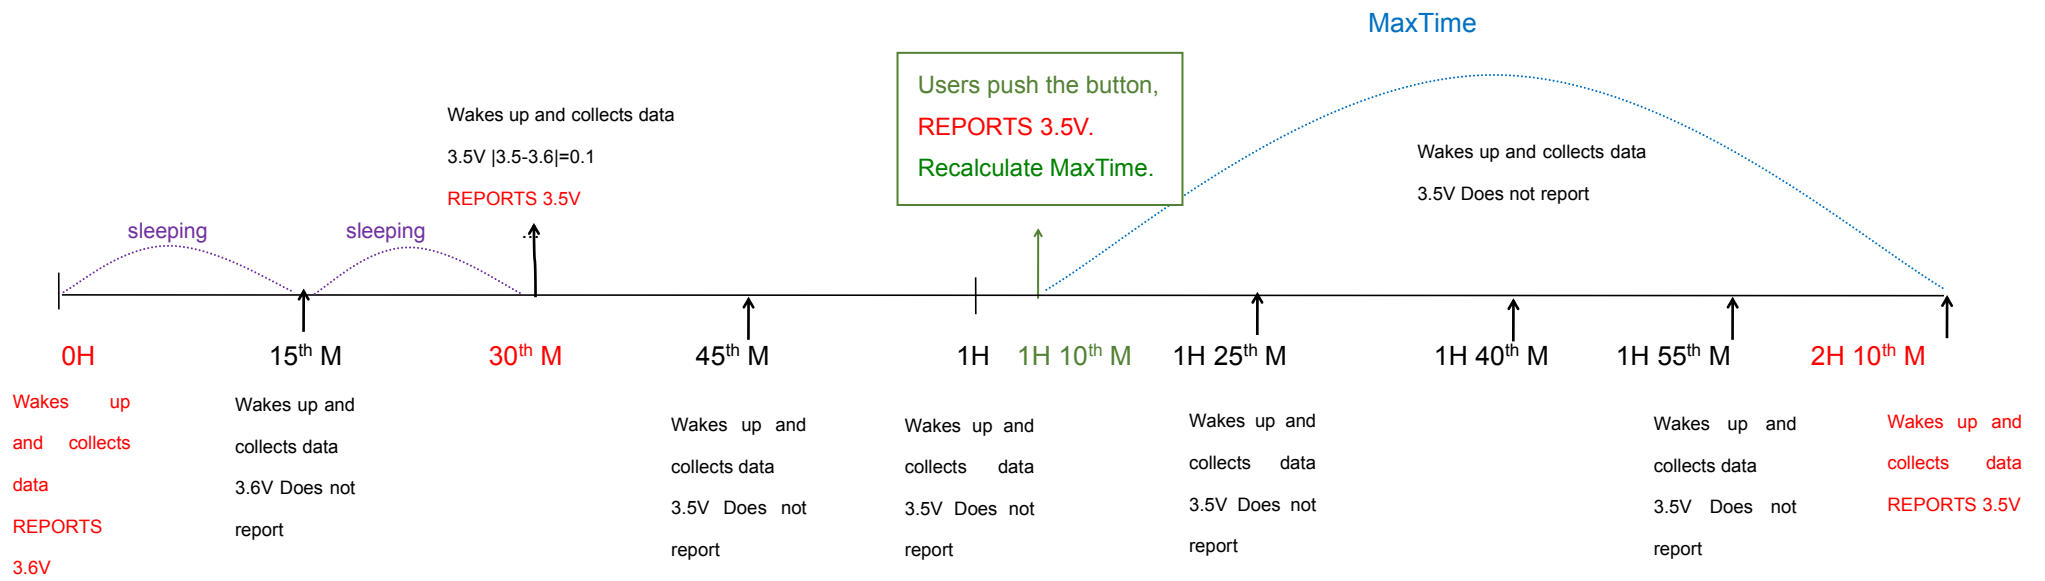 MaxTime
Users push the button,
REPORTS 3.5V.
Recalculate MaxTime.
Wakes up and collects data
3.5V |3.5-3.6|=0.1
REPORTS 3.5V
Wakes up and collects data
3.5V Does not report
sleeping
sleeping
0H
15th M
30th M
45th M
1H
1H 10th M
1H 25th M
1H 40th M
1H 55th M
2H 10th M
Wakes up
and collects
data
REPORTS
3.6V
Wakes up and
collects data
3.6V Does not
report
Wakes up and
collects data
3.5V Does not
report
Wakes up and
collects data
3.5V Does not
report
Wakes up and
collects data
3.5V Does not
report
Wakes up and
collects data
3.5V Does not
report
Wakes up and
collects data
REPORTS 3.5V